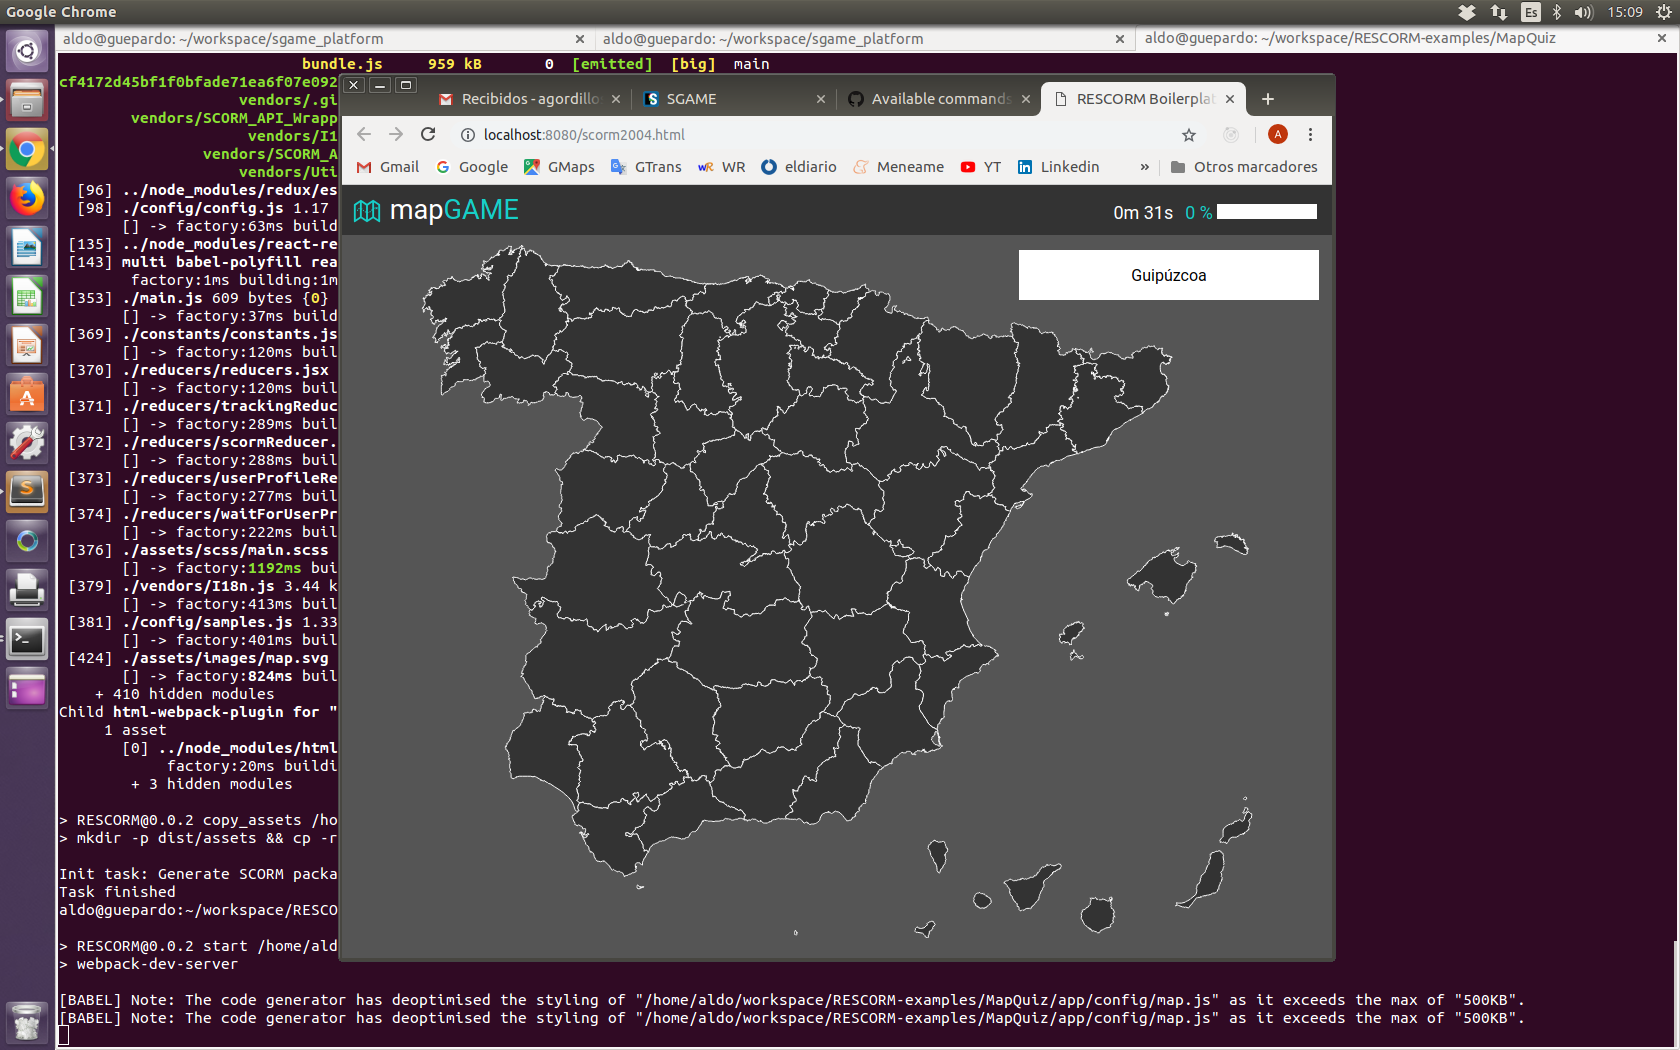 Google Chrome
Es
15:09
aldo@guepardo: ~/workspace/sgame_platform
aldo@guepardo: ~/workspace/sgame_platform
aldo@guepardo: ~/workspace/RESCORM-examples/MapQuiz
bundle.js 959 kB 0 [emitted] [big] main
cf4172d45bf1f0bfade71ea6f07e092
vendors/.gi
vendors/SCORM_API_Wrapp
vendors/I1
vendors/SCORM_A
vendors/Uti
[96] ../node_modules/redux/es
[98] ./config/config.js 1.17
[] -> factory:63ms build
[135] ../node_modules/react-re
[143] multi babel-polyfill rea
factory:1ms building:1m
[353] ./main.js 609 bytes {0}
[] -> factory:37ms build
[369] ./constants/constants.js
[] -> factory:120ms buil
[370] ./reducers/reducers.jsx
[] -> factory:120ms buil
[371] ./reducers/trackingReduc
[] -> factory:289ms buil
[372] ./reducers/scormReducer.
[] -> factory:288ms buil
[373] ./reducers/userProfileRe
[] -> factory:277ms buil
[374] ./reducers/waitForUserPr
[] -> factory:222ms buil
[376] ./assets/scss/main.scss
[] -> factory:1192ms bui
[379] ./vendors/I18n.js 3.44 k
[] -> factory:413ms buil
[381] ./config/samples.js 1.33
[] -> factory:401ms buil
[424] ./assets/images/map.svg
[] -> factory:824ms buil
+ 410 hidden modules
Child html-webpack-plugin for "
1 asset
[0] ../node_modules/html
factory:20ms buildi
+ 3 hidden modules
> RESCORM@0.0.2 copy_assets /ho
> mkdir -p dist/assets && cp -r
Init task: Generate SCORM packa
Task finished
aldo@guepardo:~/workspace/RESCO
> RESCORM@0.0.2 start /home/ald
> webpack-dev-server
[BABEL] Note: The code generator has deoptimised the styling of "/home/aldo/workspace/RESCORM-examples/MapQuiz/app/config/map.js" as it exceeds the max of "500KB".
[BABEL] Note: The code generator has deoptimised the styling of "/home/aldo/workspace/RESCORM-examples/MapQuiz/app/config/map.js" as it exceeds the max of "500KB".
Recibidos - agordillo
SGAME
Available commands
RESCORM Boilerplat
localhost:8080/scorm2004.html
A
Gmail
Google
GMaps
GTrans
WR
eldiario
Meneame
YT
Linkedin
»
Otros marcadores
mapGAME
0m 31s 0 %
Guipúzcoa